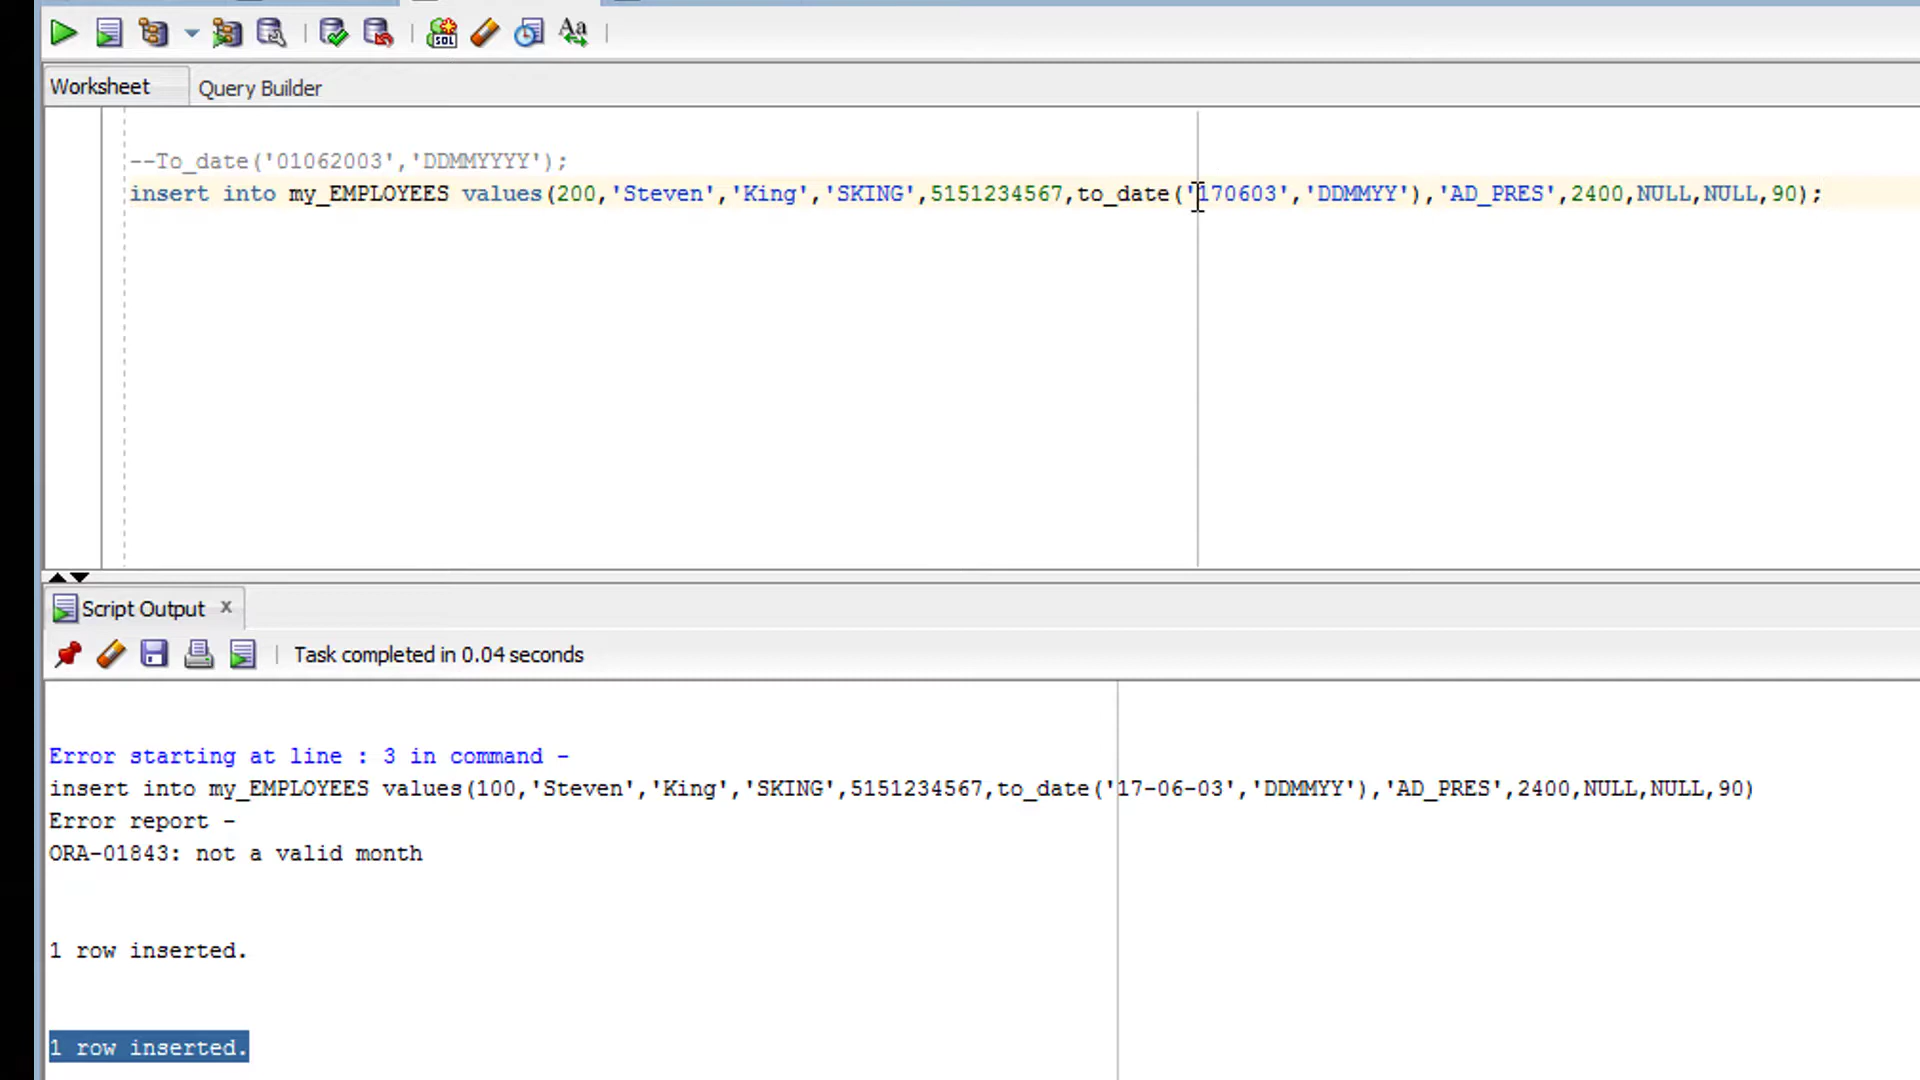 SQL
Aa
Worksheet
Query Builder
--To_date('01062003','DDMMYYYY');
insert into my_EMPLOYEES values(200,'Steven','King','SKING',5151234567,to_date('170603','DDMMYY'),'AD_PRES',2400,NULL,NULL,90);
Script Output x
Task completed in 0.04 seconds
Error starting at line : 3 in command -
insert into my_EMPLOYEES values(100,'Steven','King','SKING',5151234567,to_date('17-06-03','DDMMYY'),'AD_PRES',2400,NULL,NULL,90)
Error report -
ORA-01843: not a valid month
1 row inserted.
1 row inserted.